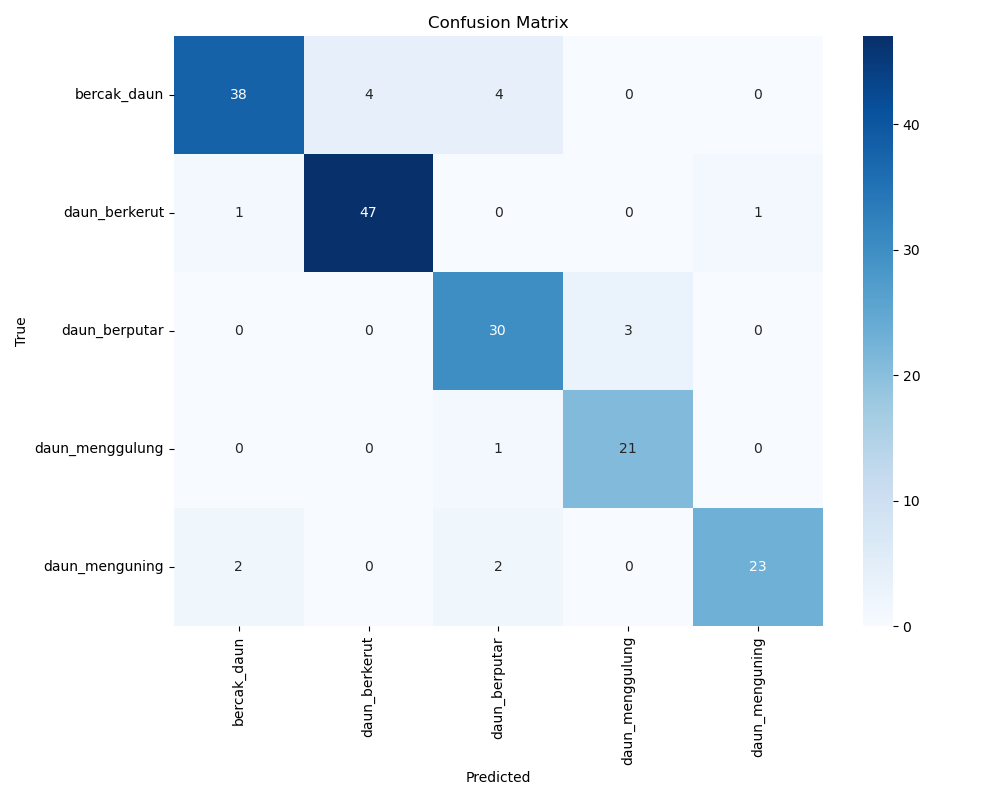 Confusion Matrix
True
bercak_daun 38 4 4 0 0
daun_berkerut 1 47 0 0 1
daun_berputar 0 0 30 3 0
daun_menggulung 0 0 1 21 0
daun_menguning 2 0 2 0 23
bercak_daun daun_berkerut daun_berputar daun_menggulung daun_menguning
Predicted
40
30
20
10
0